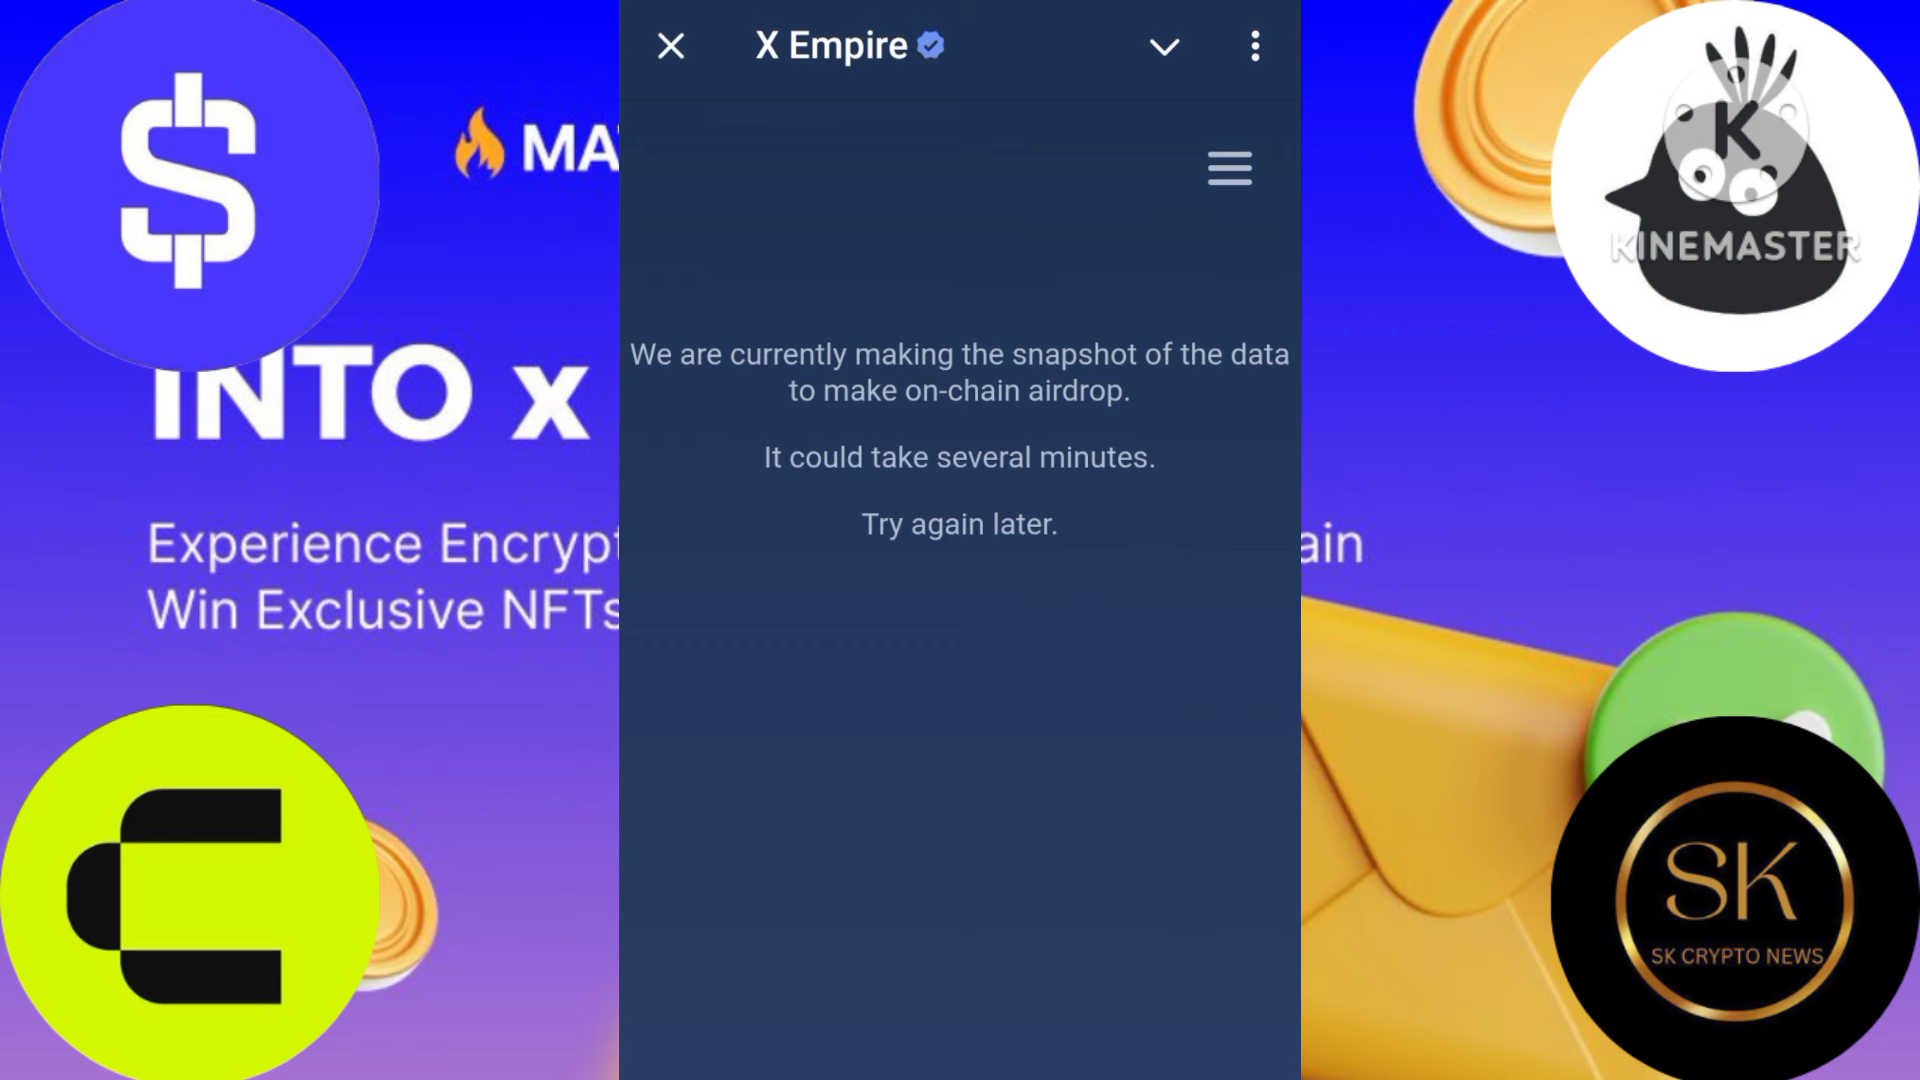 X Empire
MA
INTO x
We are currently making the snapshot of the data
to make on-chain airdrop.
It could take several minutes.
Try again later.
Experience Encrypt
ain
Win Exclusive NFTs
K
KINEMASTER
SK
SK CRYPTO NEWS